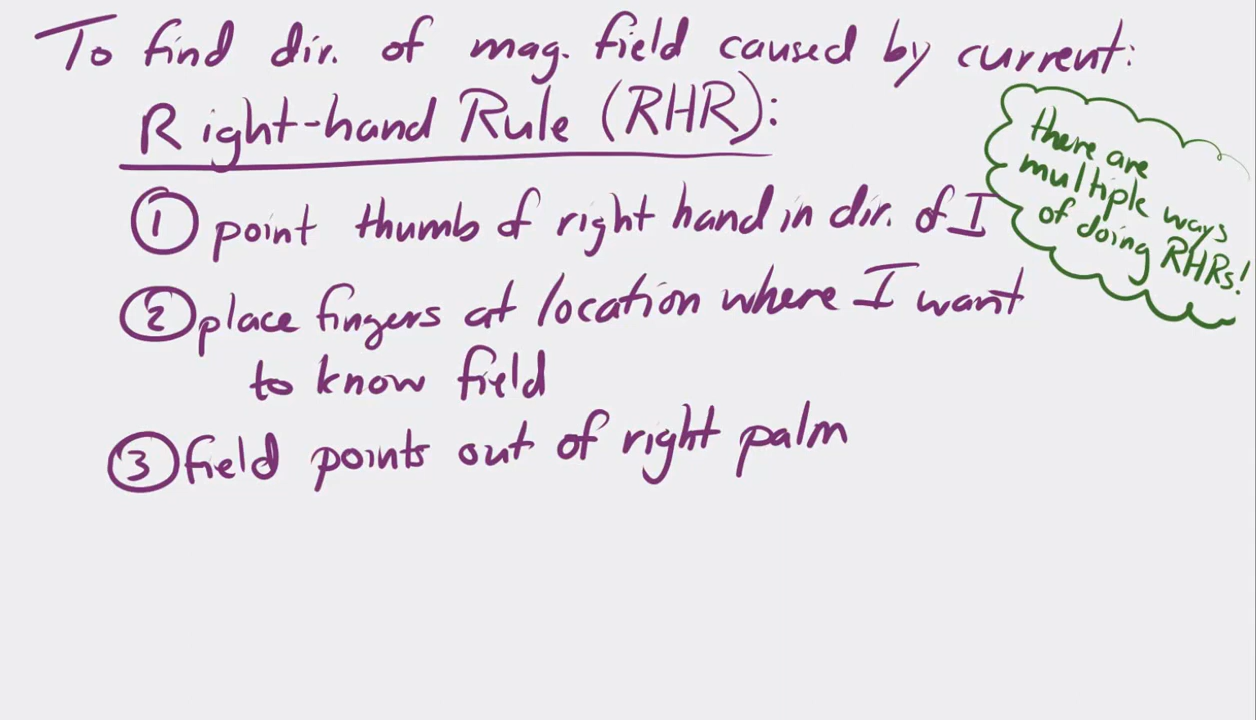 To find dir. of mag. field caused by current:
Right-hand Rule (RHR):
① point thumb of right hand in dir. of I
② place fingers at location where I want
to know field
③ field points out of right palm
there are
multiple ways
of doing RHRs!